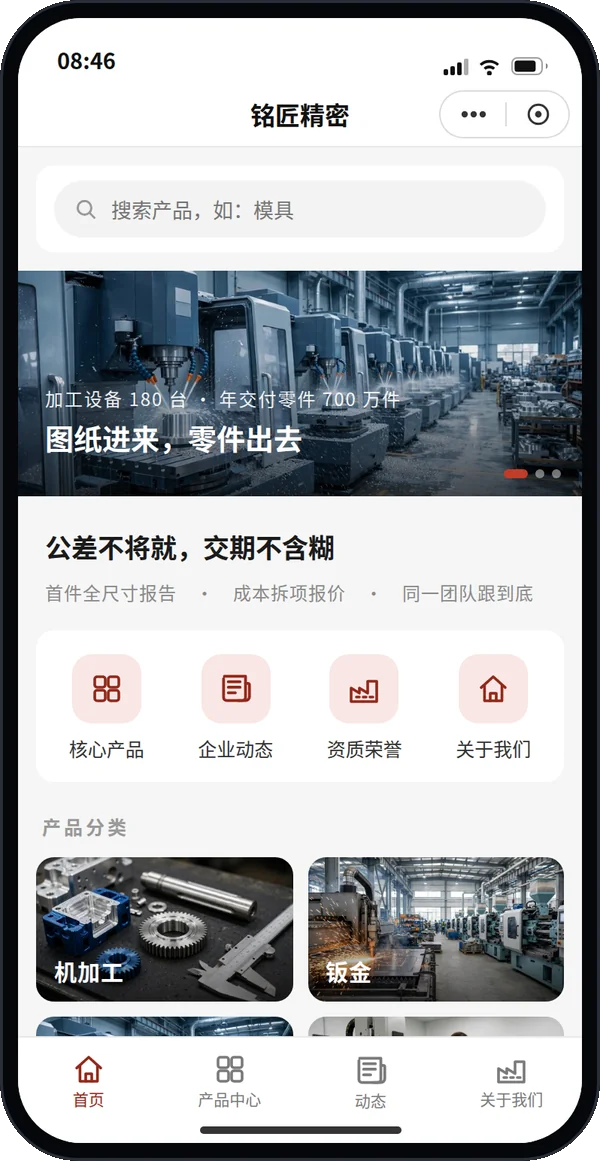 08:46
铭匠精密
搜索产品，如：模具
加工设备 180 台 · 年交付零件 700 万件
图纸进来，零件出去
公差不将就，交期不含糊
首件全尺寸报告 · 成本拆项报价 · 同一团队跟到底
核心产品 企业动态 资质荣誉 关于我们
产品分类
机加工 钣金
首页 产品中心 动态 关于我们